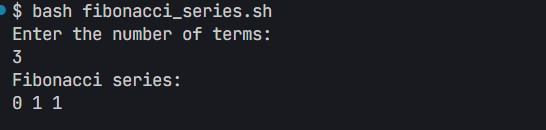 $ bash fibonacci_series.sh
Enter the number of terms:
3
Fibonacci series:
0 1 1